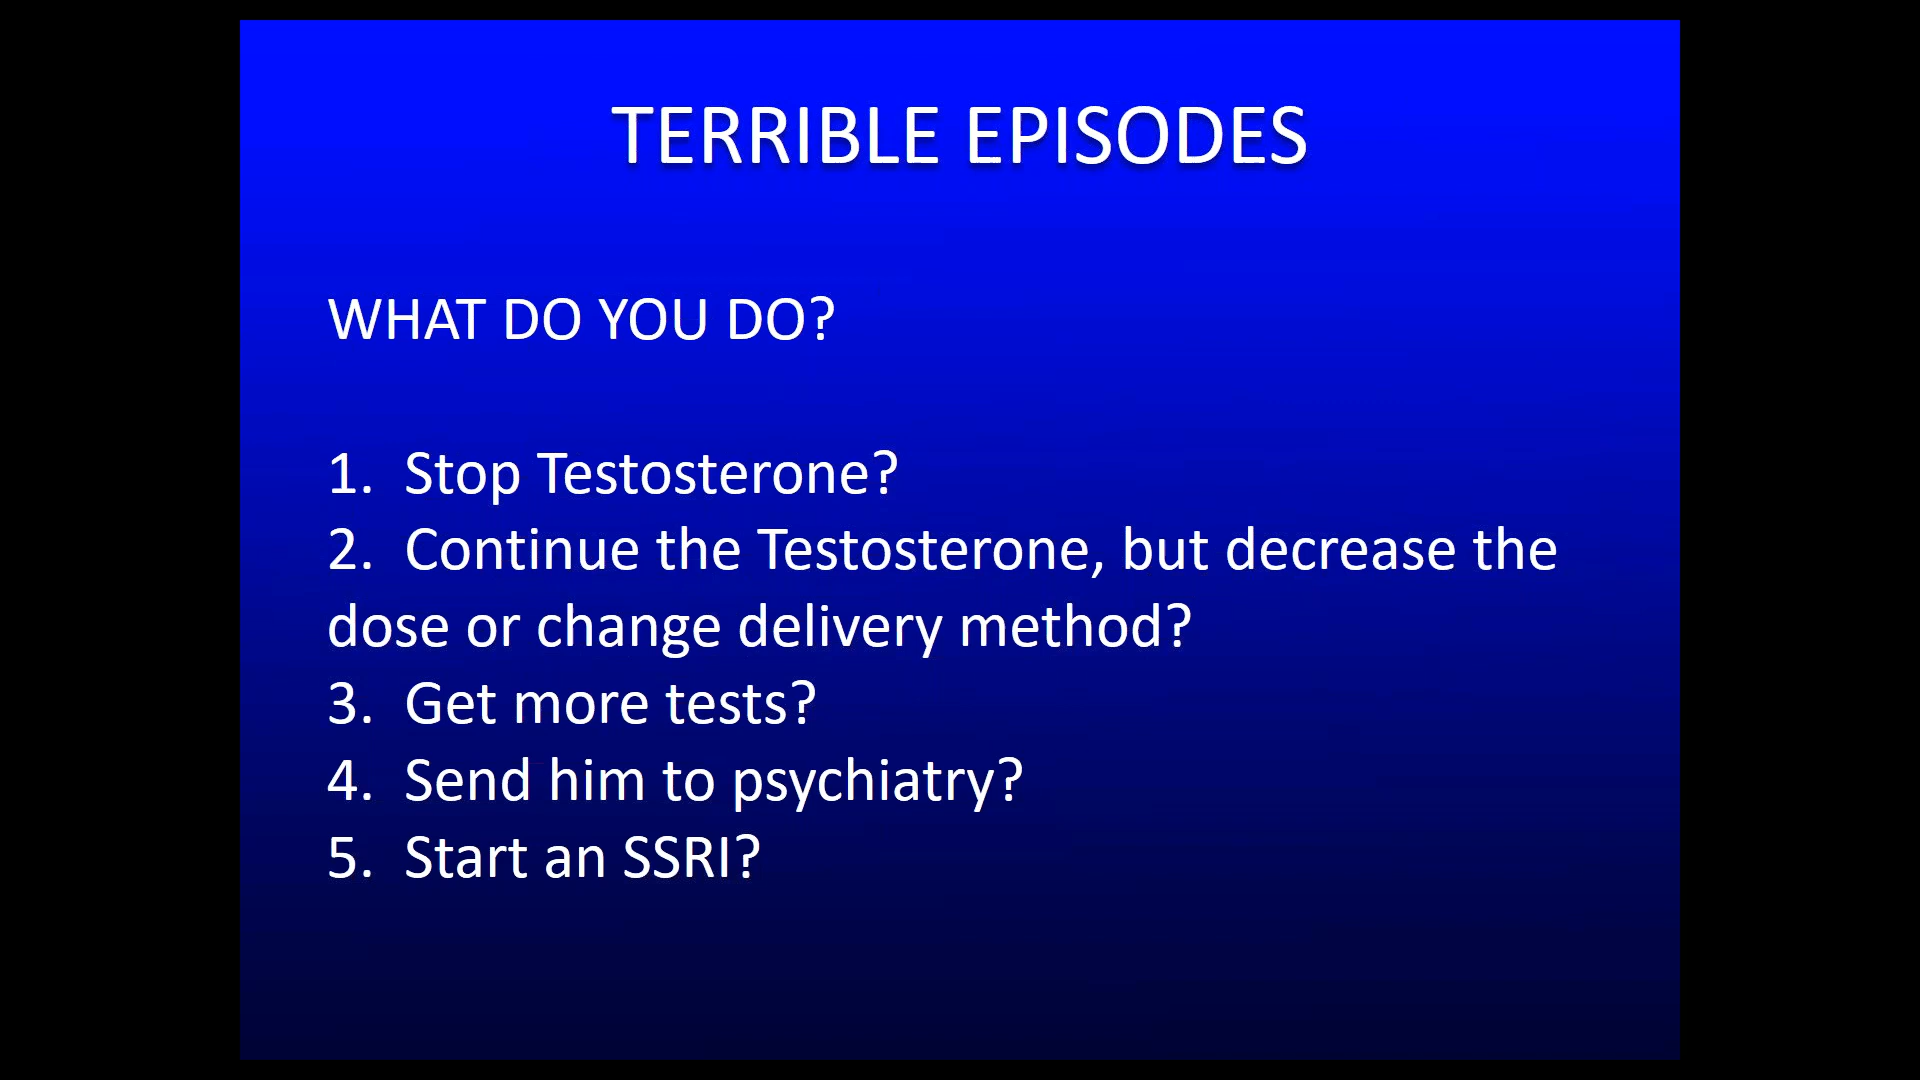 TERRIBLE EPISODES
WHAT DO YOU DO?
1. Stop Testosterone?
2. Continue the Testosterone, but decrease the
dose or change delivery method?
3. Get more tests?
4. Send him to psychiatry?
5. Start an SSRI?